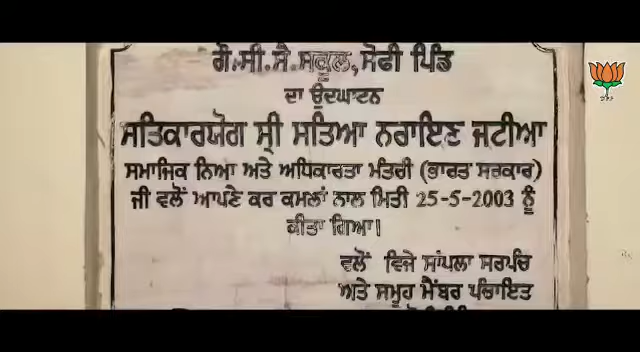 ਗੌ.ਸੀ.ਸੈ.ਸਕੂਲ,ਸੋਫੀ ਪਿੰਡ
ਦਾ ਉਦਘਾਟਨ
ਸਤਿਕਾਰਯੋਗ ਸ੍ਰੀ ਸਤਿਆ ਨਰਾਇਣ ਜਟੀਆ
ਸਮਾਜਿਕ ਨਿਆ ਅਤੇ ਅਧਿਕਾਰਤਾ ਮੰਤਰੀ (ਭਾਰਤ ਸਰਕਾਰ)
ਜੀ ਵਲੋਂ ਆਪਣੇ ਕਰ ਕਮਲਾਂ ਨਾਲ ਮਿਤੀ 25-5-2003 ਨੂੰ
ਕੀਤਾ ਗਿਆ।
ਵਲੋਂ ਵਿਜੇ ਸਾਂਪਲਾ ਸਰਪੰਚ
ਅਤੇ ਸਮੂਹ ਮੈਂਬਰ ਪੰਚਾਇਤ